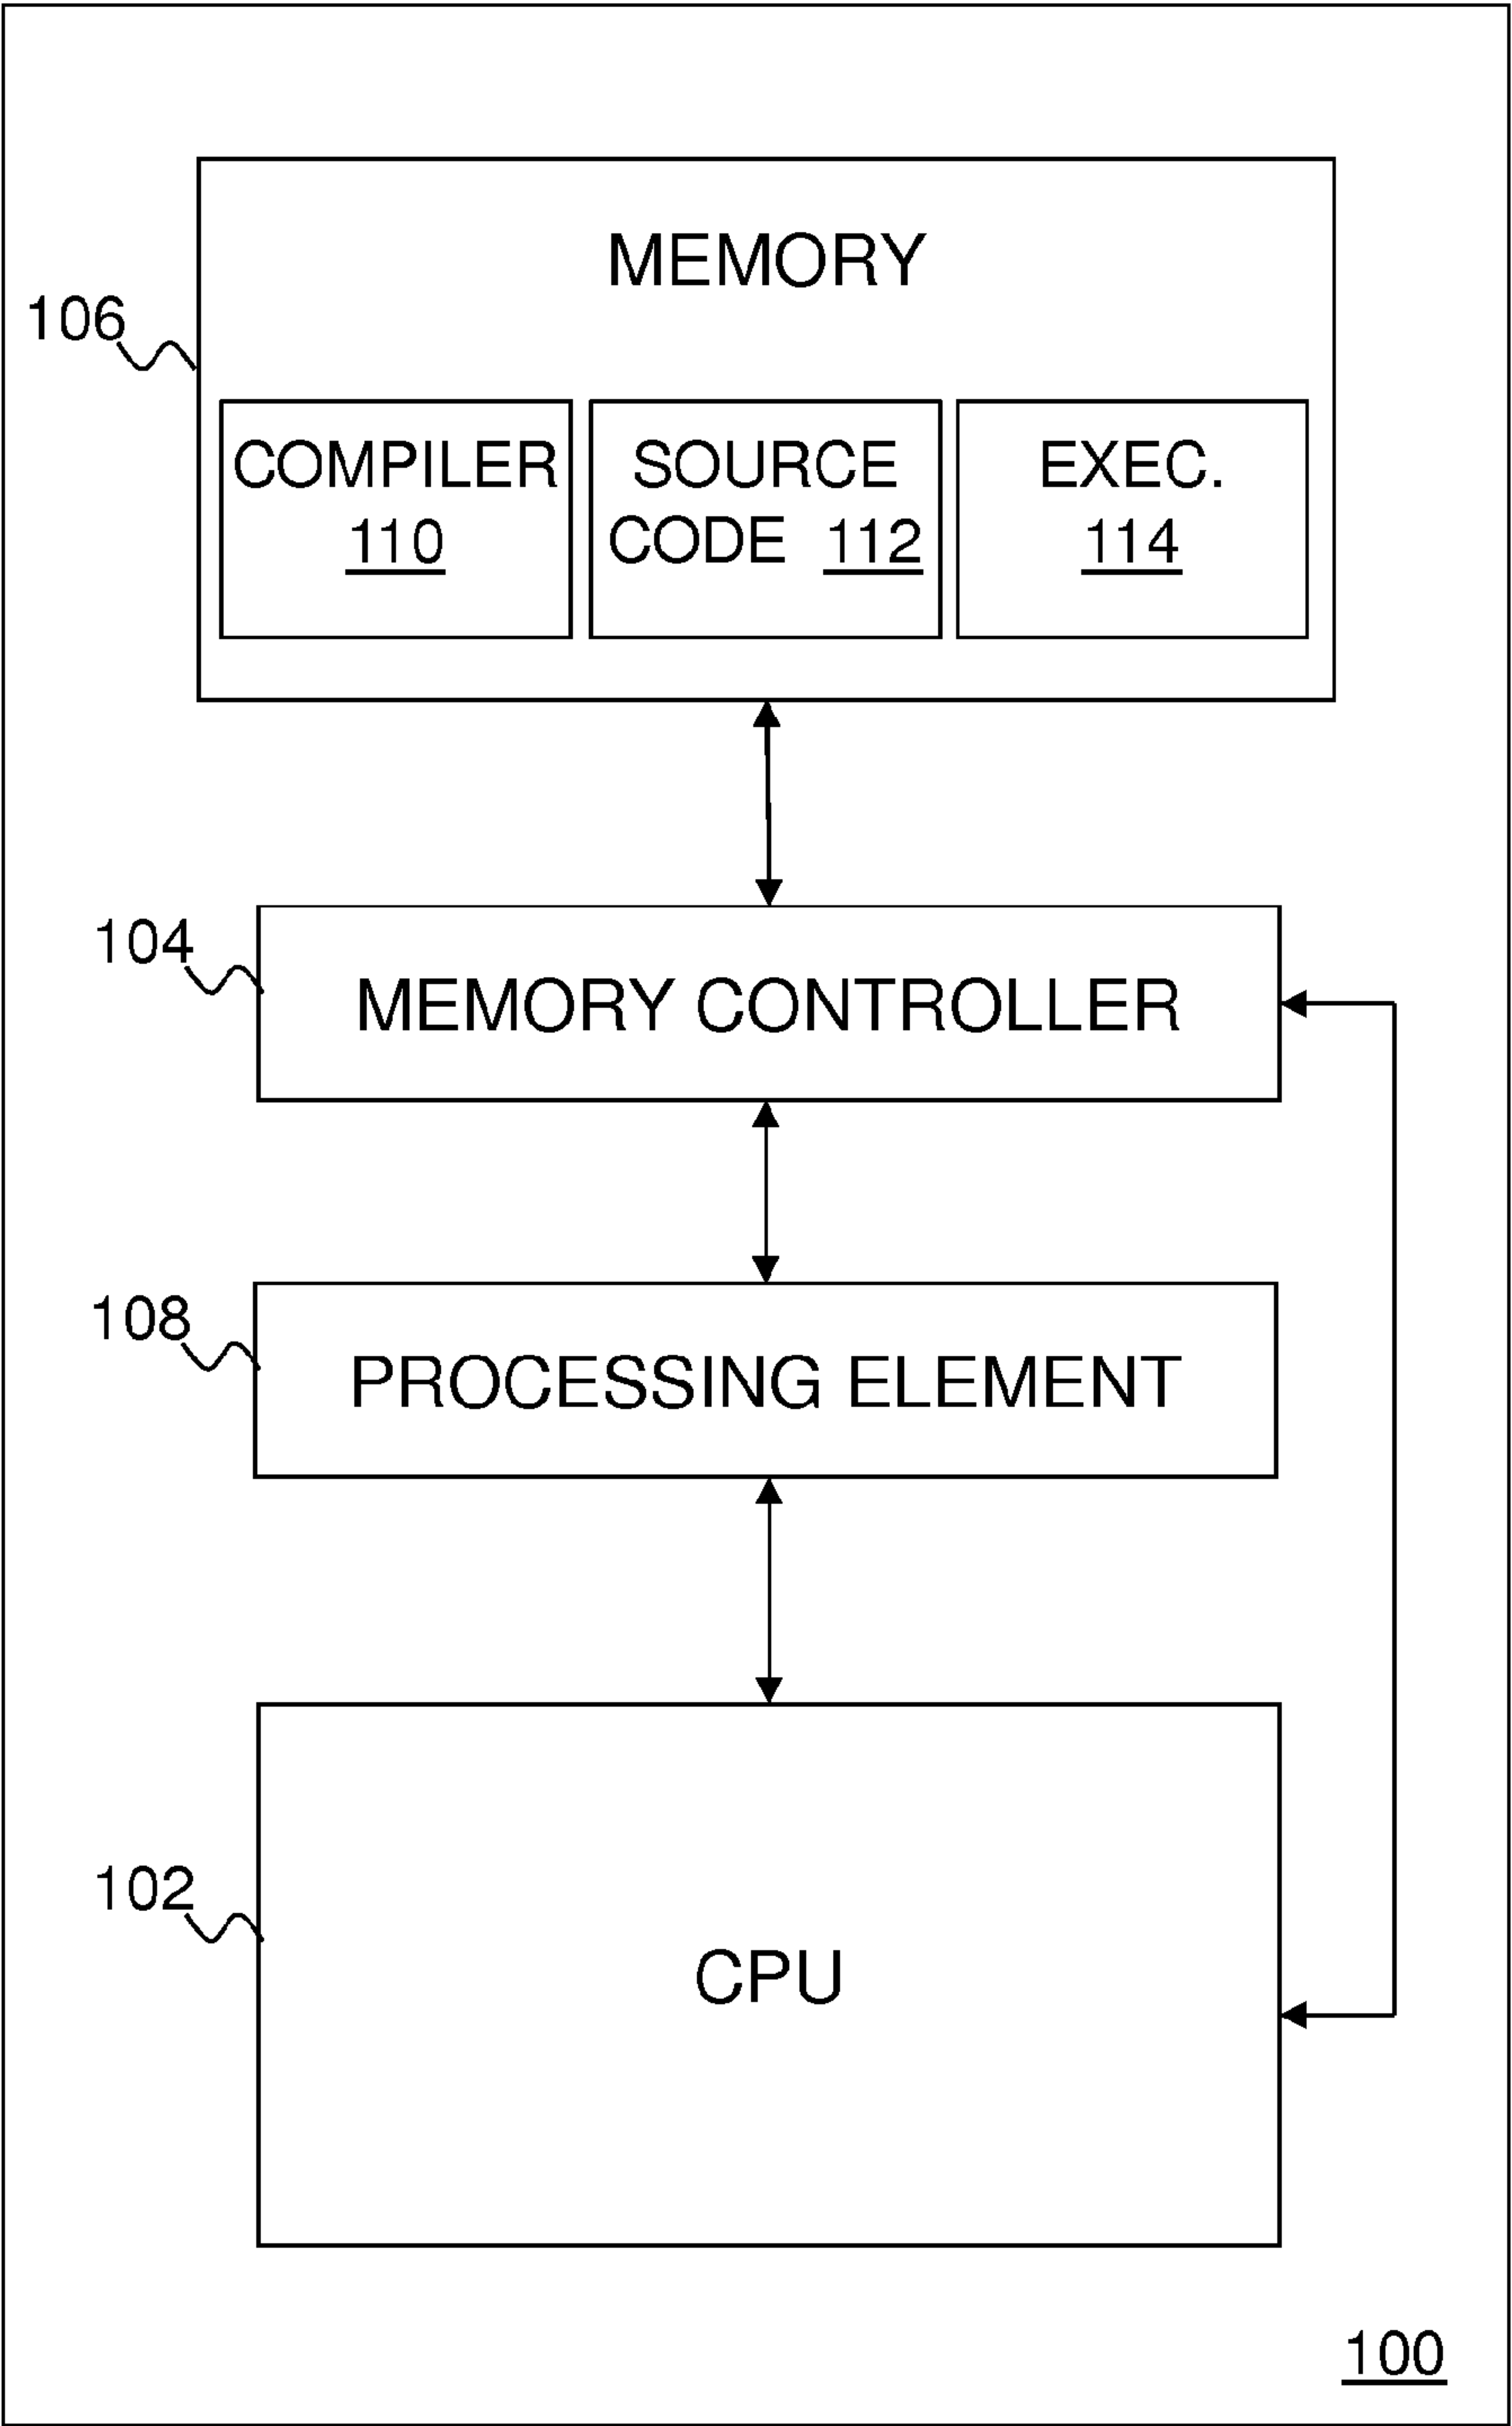 MEMORY
106
COMPILER
110
SOURCE
CODE 112
EXEC.
114
104
MEMORY CONTROLLER
108
PROCESSING ELEMENT
102
CPU
100